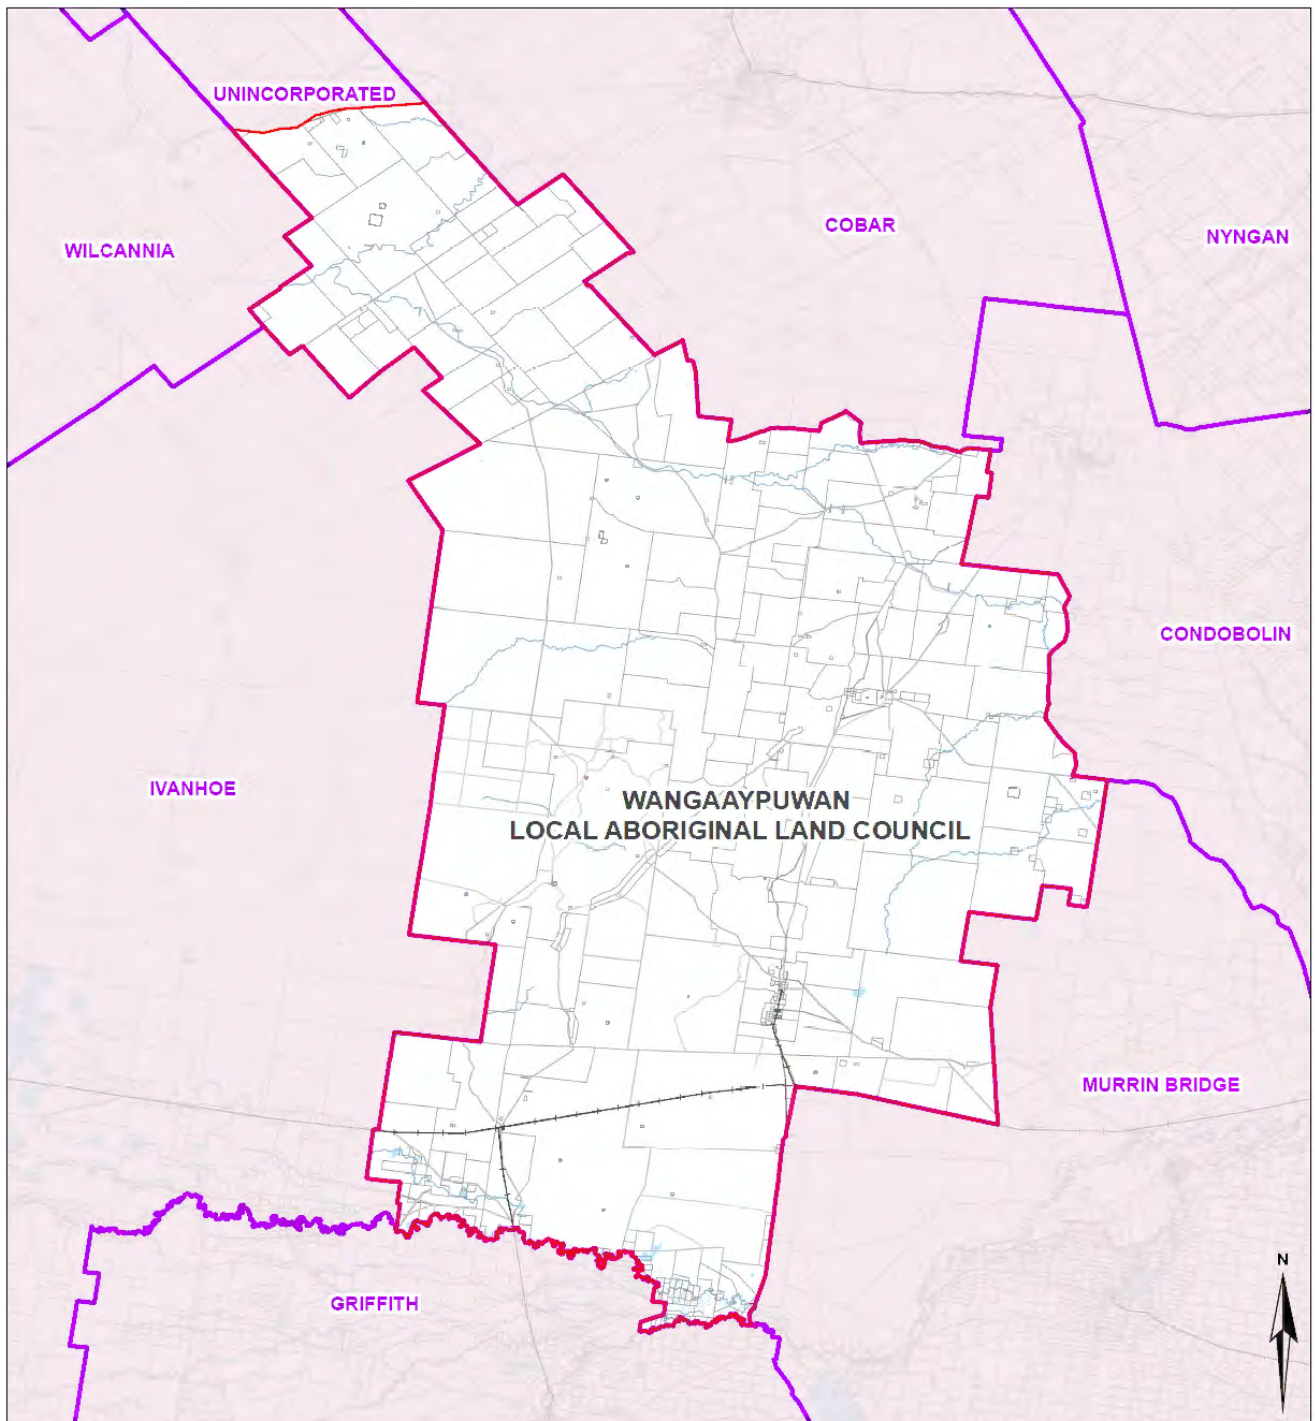 UNINCORPORATED
COBAR
NYNGAN
WILCANNIA
CONDOBOLIN
IVANHOE
WANGAAYPUWAN
LOCAL ABORIGINAL LAND COUNCIL
MURRIN BRIDGE
N
GRIFFITH